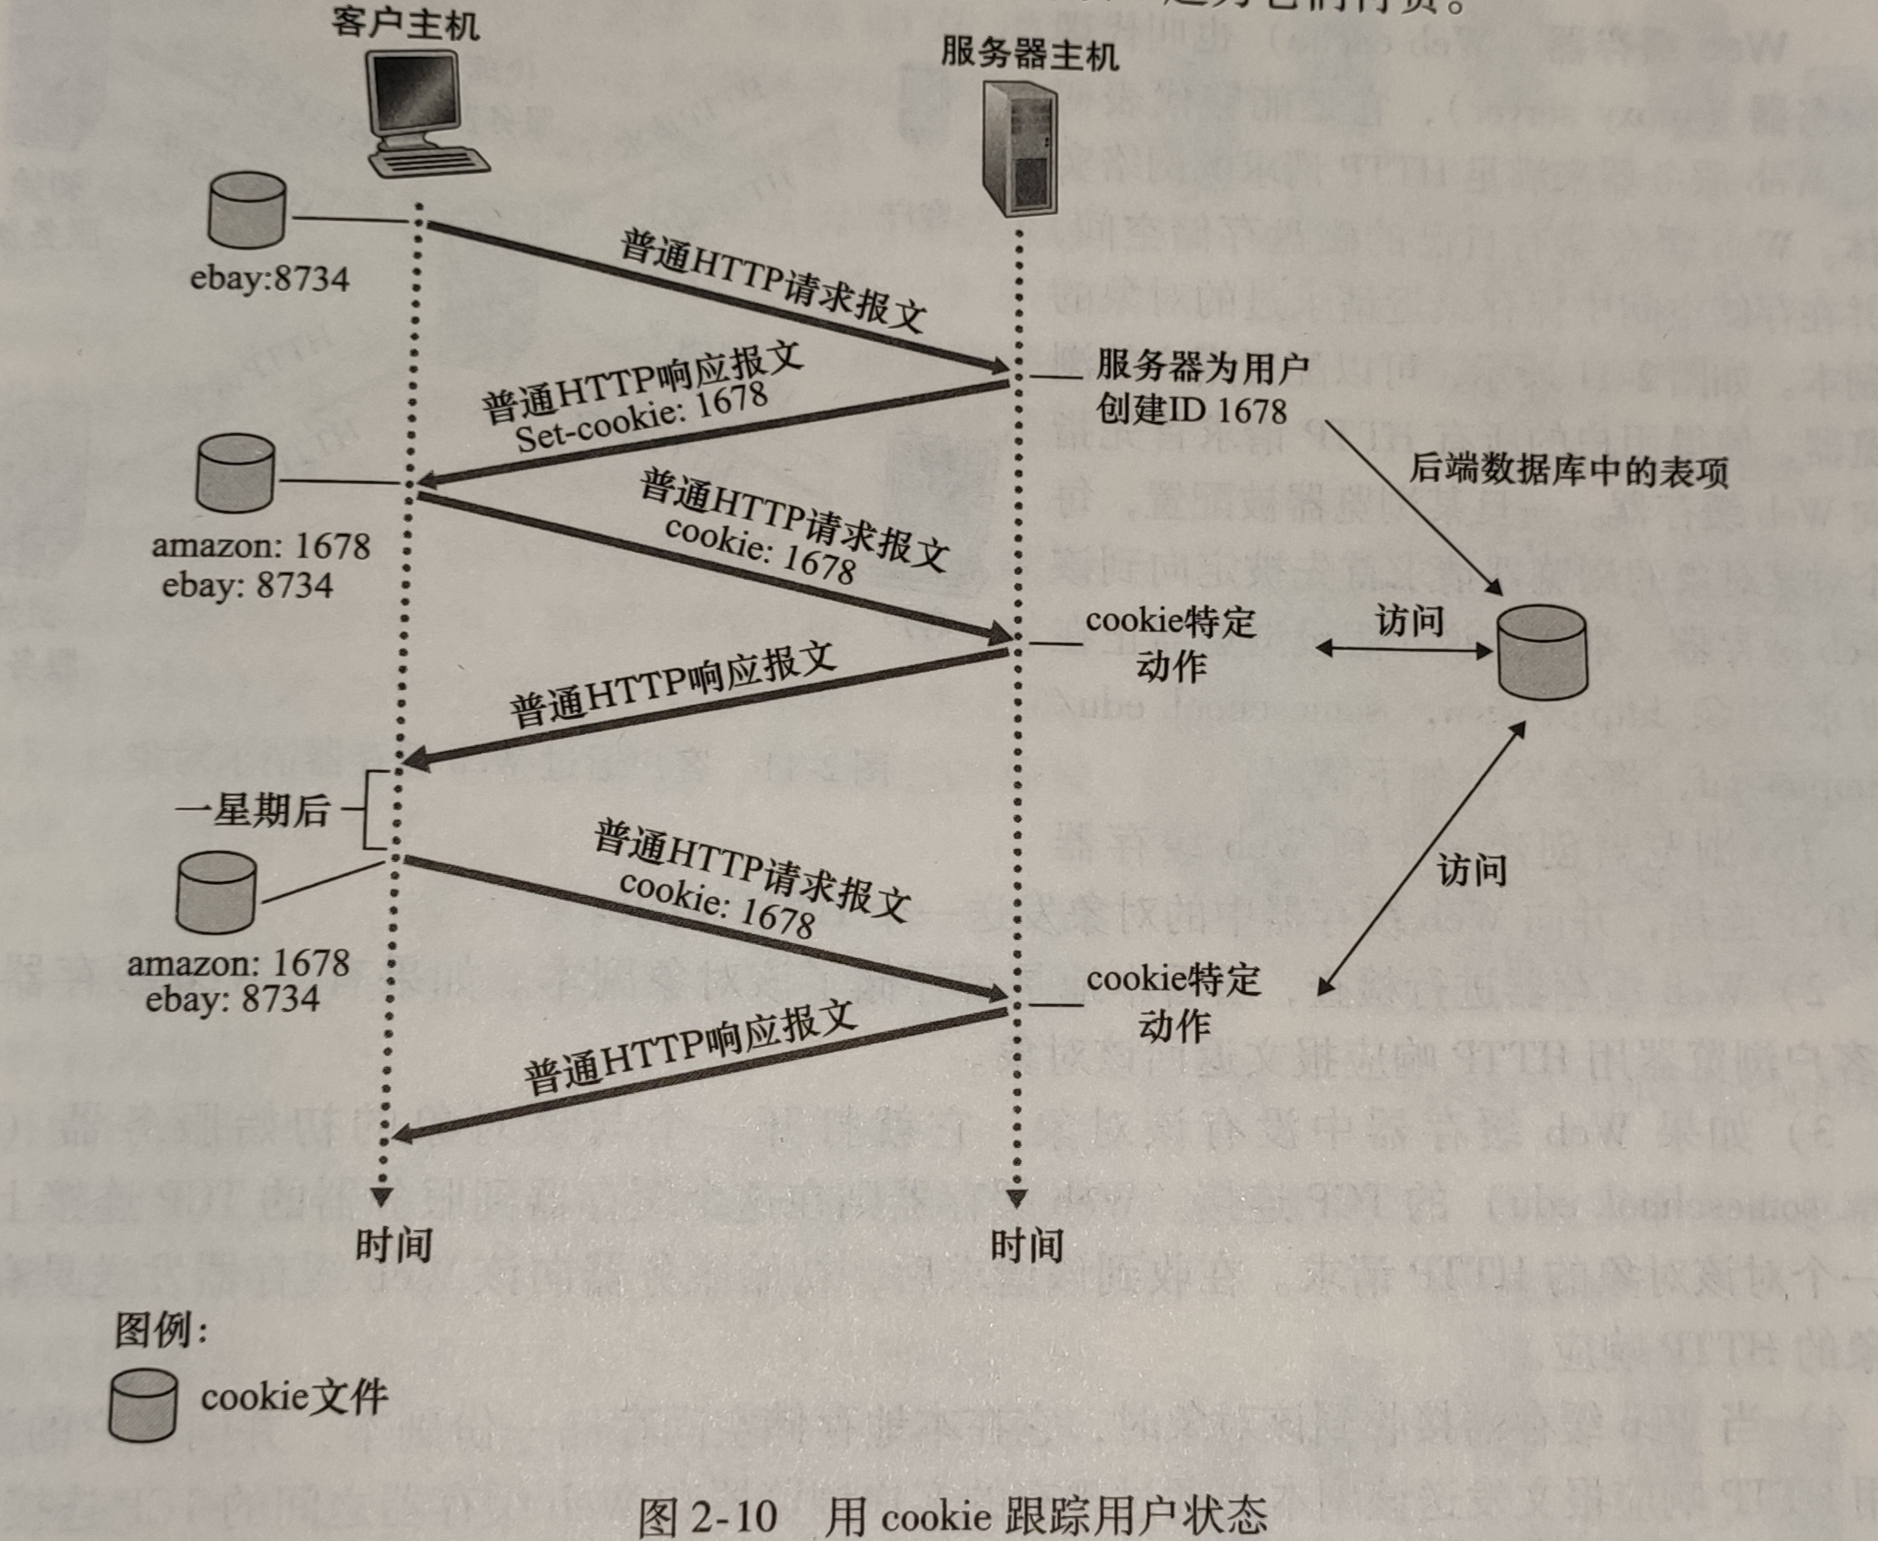 客户主机
服务器主机
ebay:8734
普通HTTP请求报文
服务器为用户
创建ID 1678
普通HTTP响应报文
Set-cookie: 1678
后端数据库中的表项
amazon: 1678
ebay: 8734
普通HTTP请求报文
cookie: 1678
cookie特定
动作
访问
普通HTTP响应报文
一星期后
普通HTTP请求报文
cookie: 1678
访问
amazon: 1678
ebay: 8734
cookie特定
动作
普通HTTP响应报文
时间
时间
图例:
cookie文件
图 2-10 用 cookie 跟踪用户状态